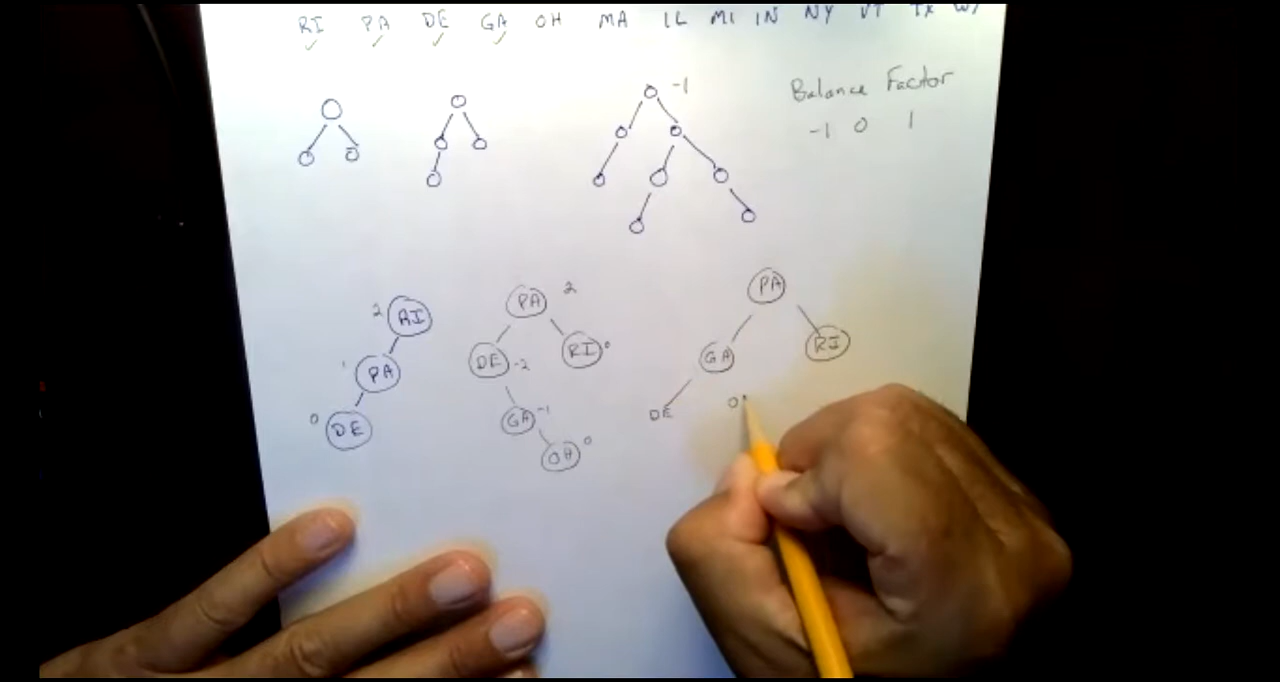 RI PA DE GA OH MA IL MI IN NY VT TX
-1
Balance Factor
-1 0 1
2 RI
1 PA
0 DE
PA 2
DE -2 RI 0
GA -1
OH 0
PA
GA RI
DE